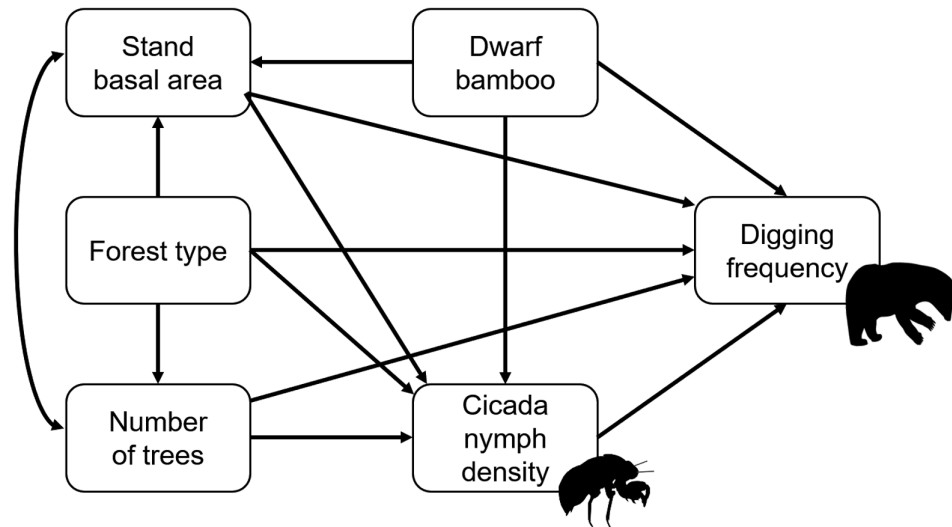 Stand
basal area
Dwarf
bamboo
Forest type
Digging
frequency
Number
of trees
Cicada
nymph
density